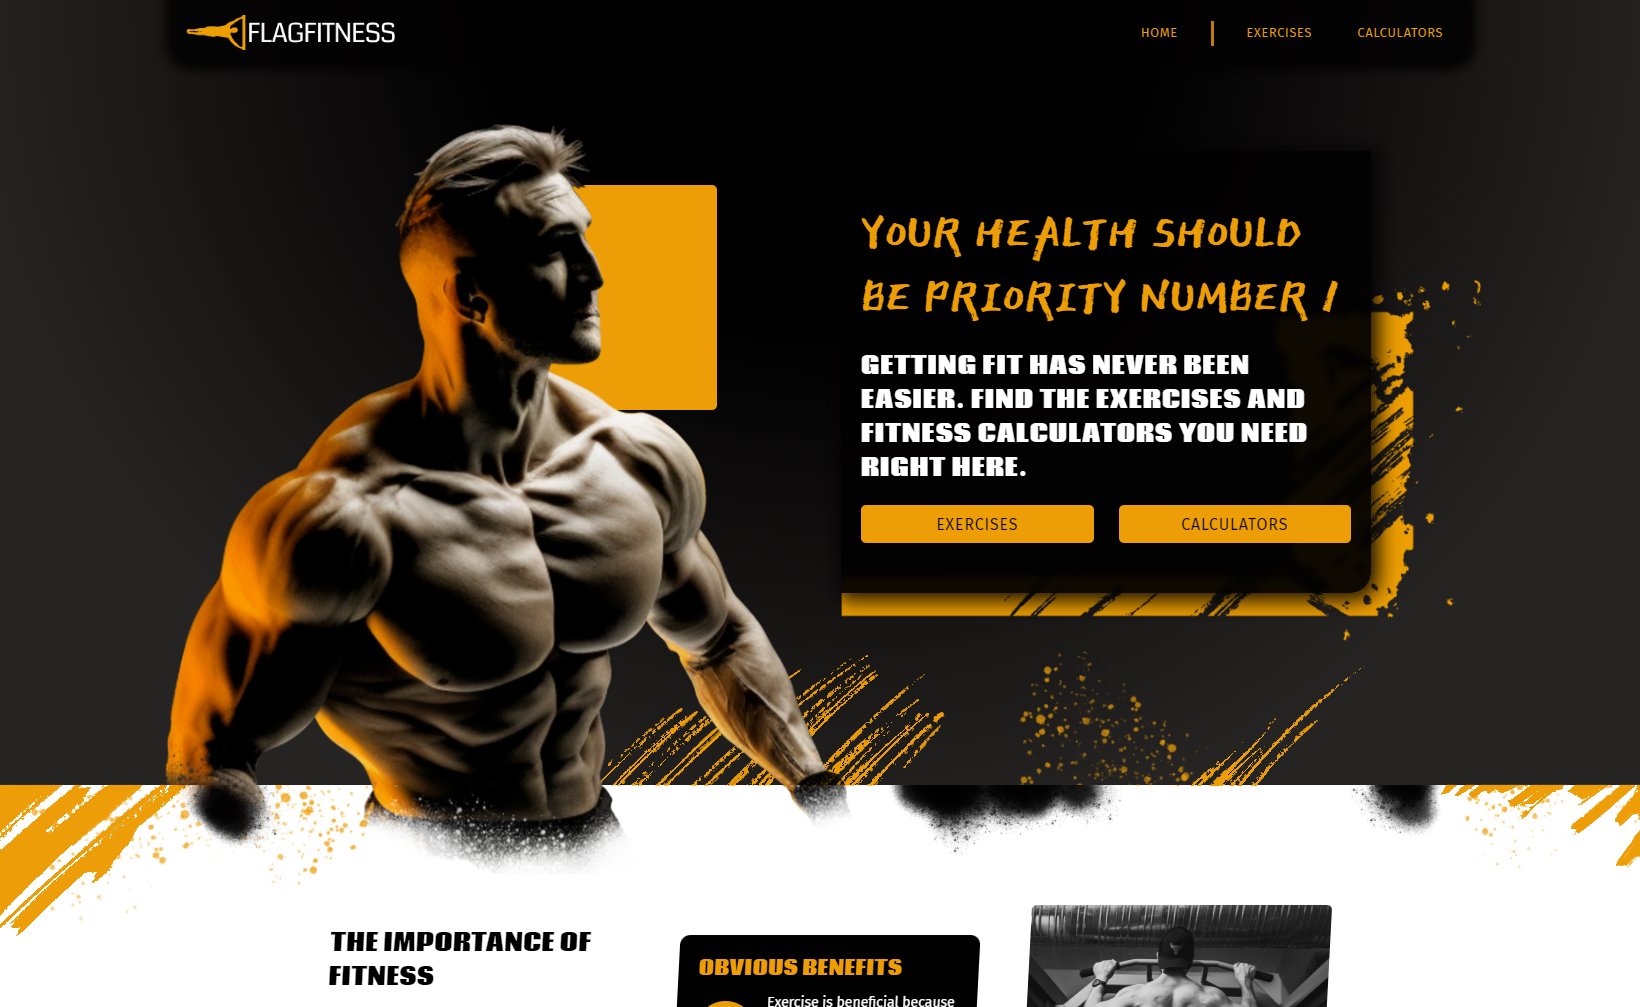 FLAGFITNESS
HOME
EXERCISES
CALCULATORS
YOUR HEALTH SHOULD
BE PRIORITY NUMBER 1
GETTING FIT HAS NEVER BEEN
EASIER. FIND THE EXERCISES AND
FITNESS CALCULATORS YOU NEED
RIGHT HERE.
EXERCISES
CALCULATORS
THE IMPORTANCE OF
FITNESS
OBVIOUS BENEFITS
Exercise is beneficial because